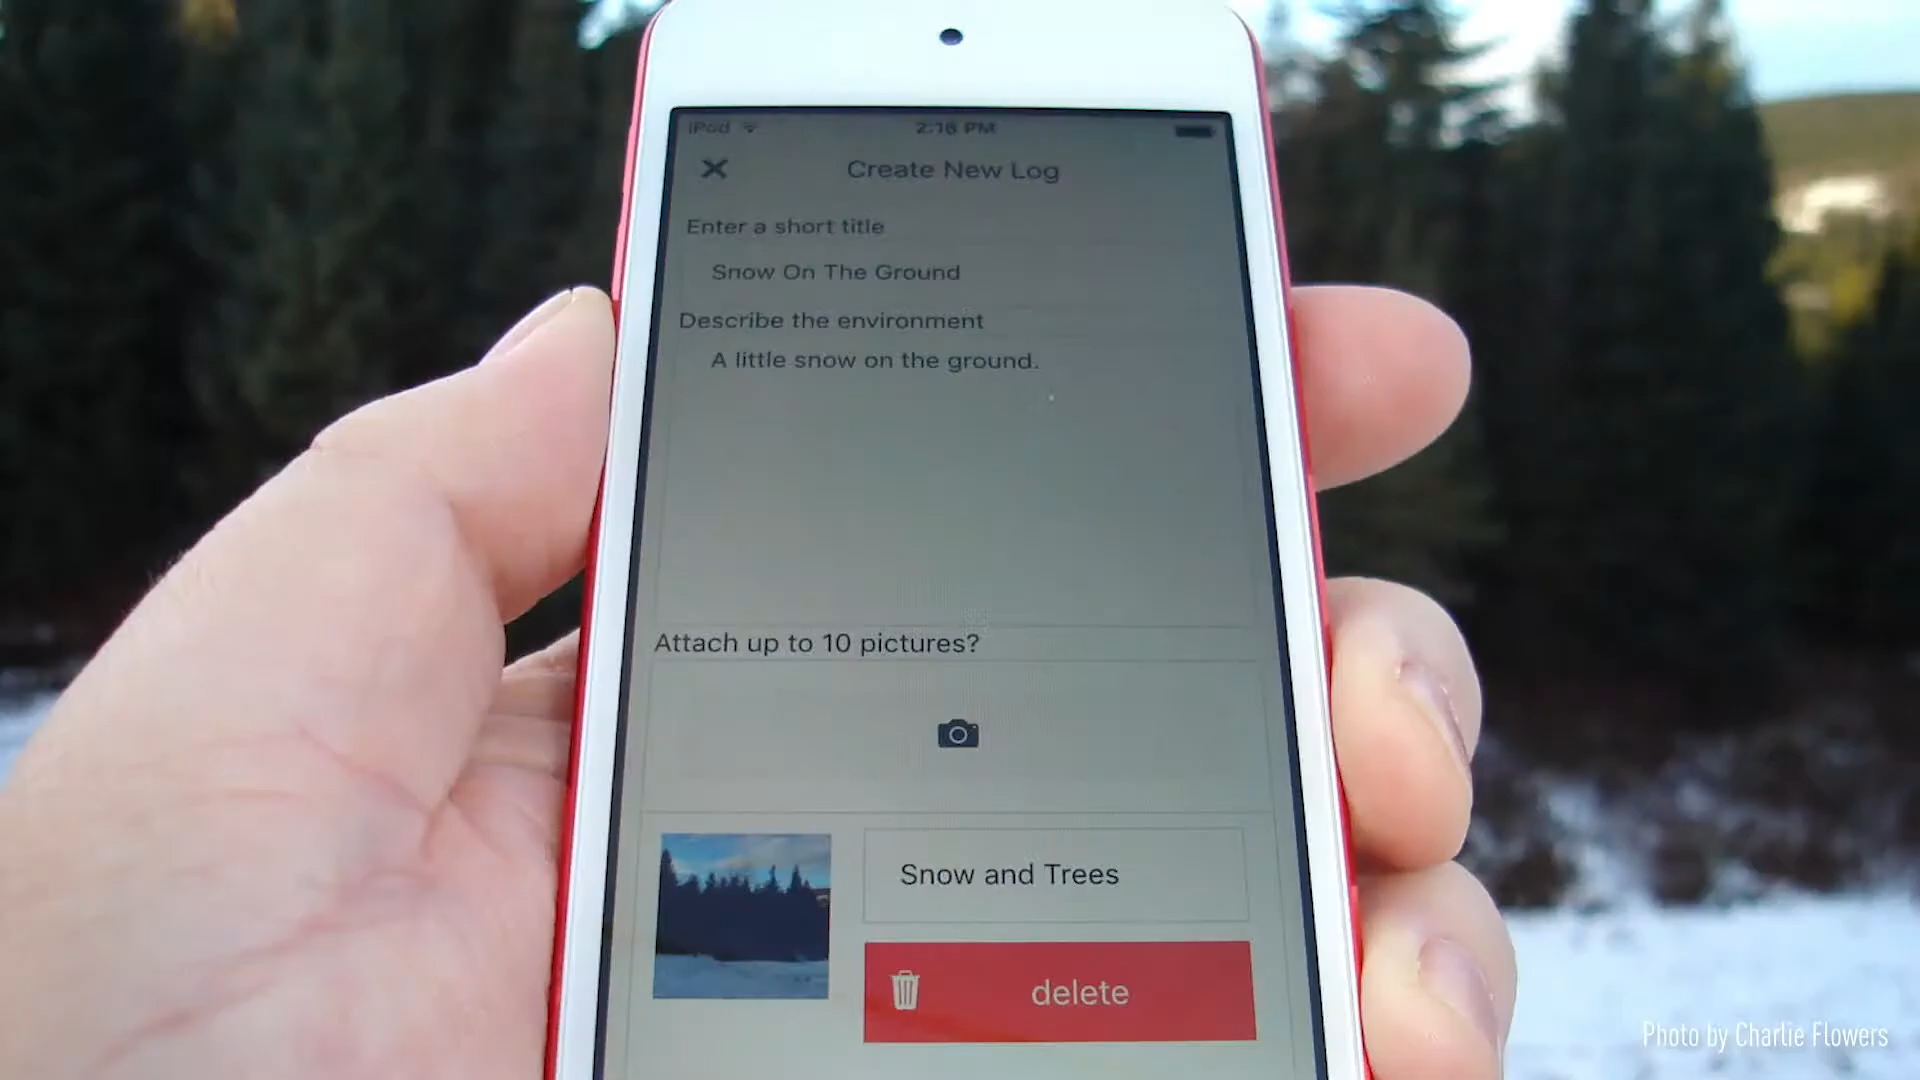 iPod 2:16 PM
Create New Log
Enter a short title
Snow On The Ground
Describe the environment
A little snow on the ground.
Attach up to 10 pictures?
Snow and Trees
delete
Photo by Charlie Flowers